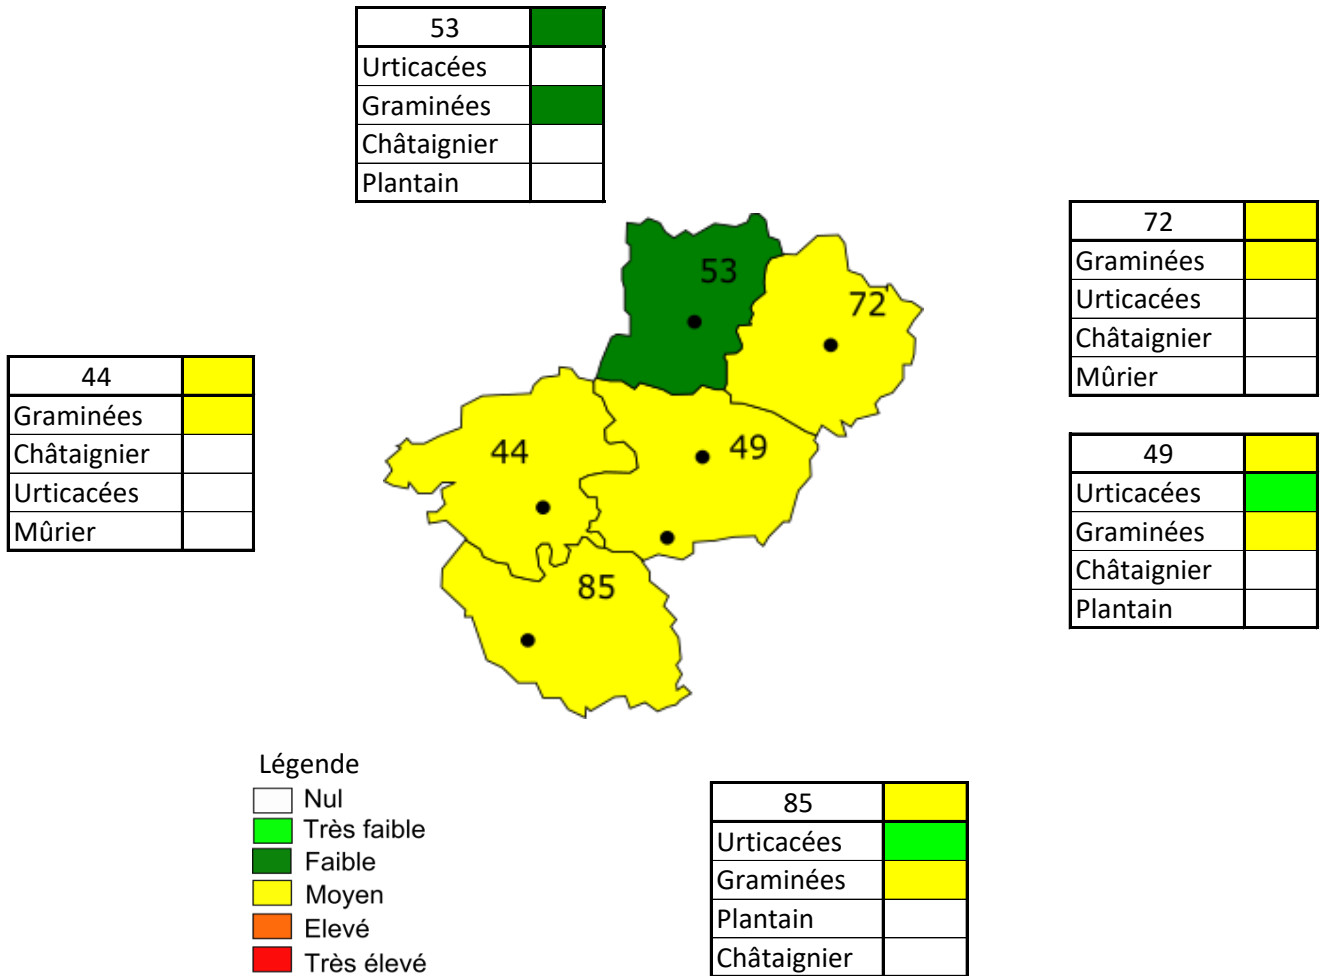 53
Urticacées
Graminées
Châtaignier
Plantain
72
Graminées
Urticacées
Châtaignier
Mûrier
44
Graminées
Châtaignier
Urticacées
Mûrier
49
Urticacées
Graminées
Châtaignier
Plantain
53
72
44
49
85
Légende
Nul
Très faible
Faible
Moyen
Elevé
Très élevé
85
Urticacées
Graminées
Plantain
Châtaignier